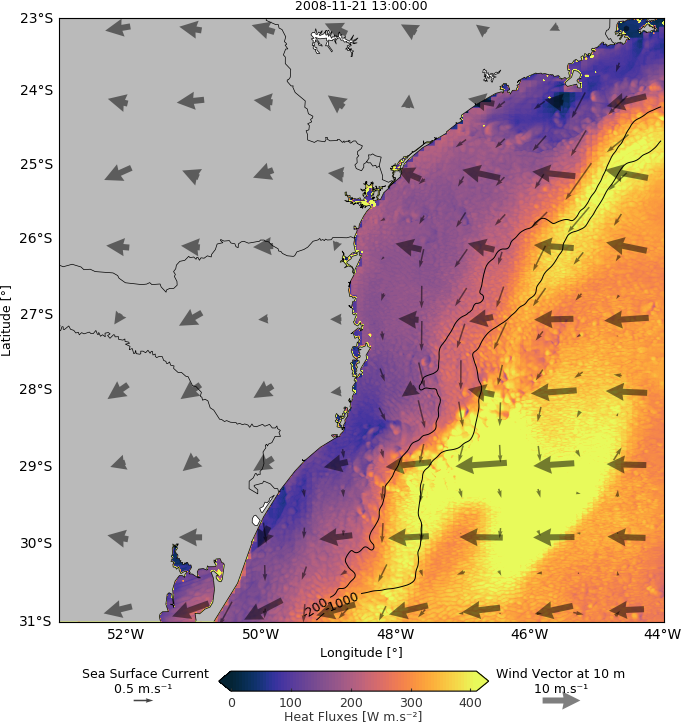 2008-11-21 13:00:00
23°S
24°S
25°S
26°S
27°S
28°S
29°S
30°S
31°S
Latitude [°]
200
1000
52°W 50°W 48°W 46°W 44°W
Longitude [°]
Sea Surface Current
0.5 m.s⁻¹
0 100 200 300 400
Heat Fluxes [W m.s⁻²]
Wind Vector at 10 m
10 m.s⁻¹